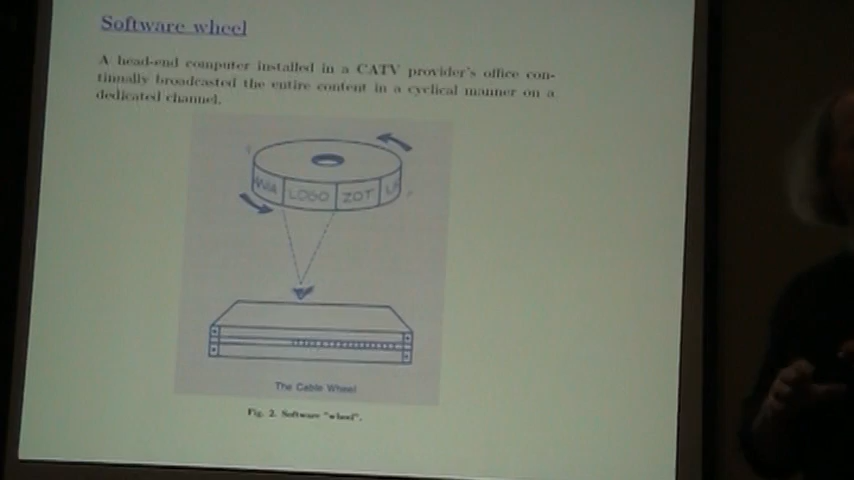 Software wheel
A head-end computer installed in a CATV provider's office con-
tinually broadcasted the entire content in a cyclical manner on a
dedicated channel.
LOBO ZOT
The Cable Wheel
Fig. 2. Software "wheel".